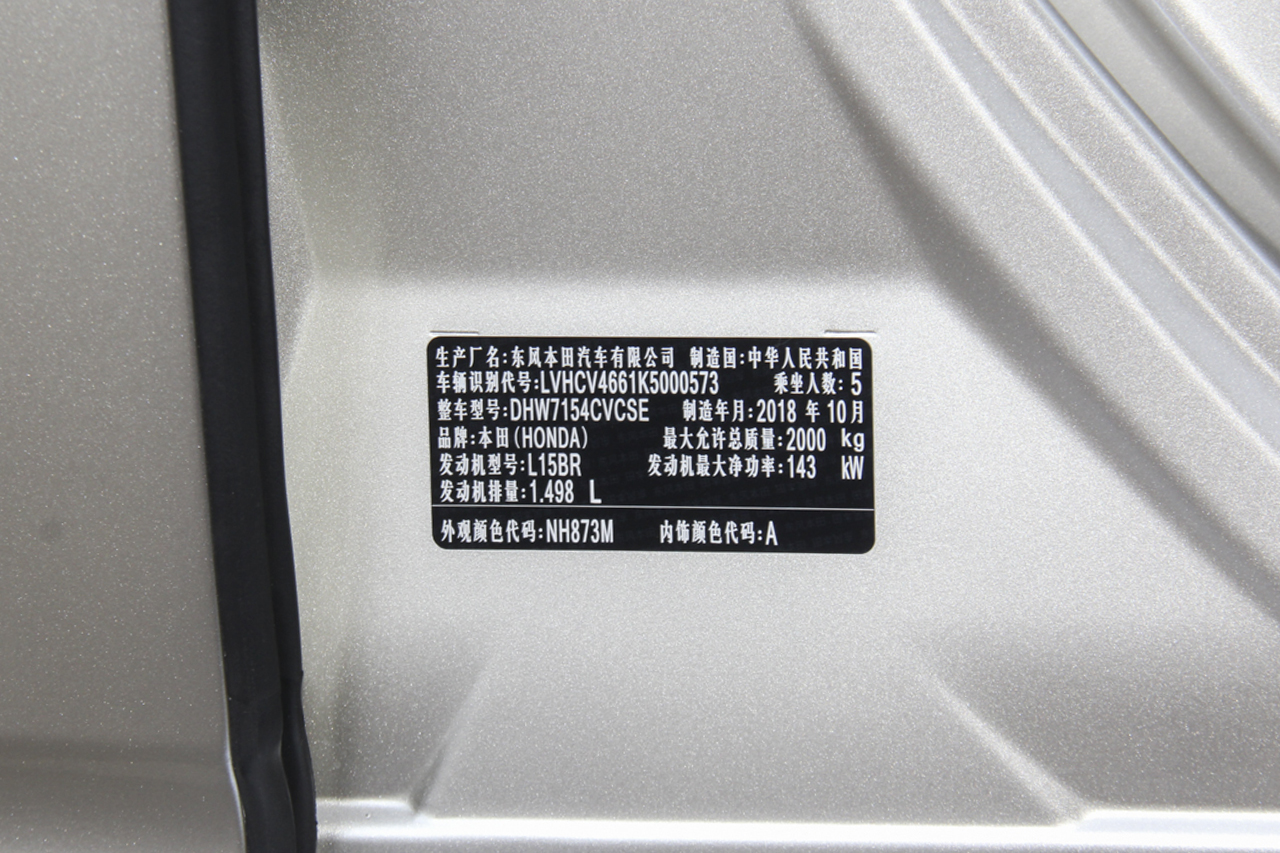 生产厂名:东风本田汽车有限公司 制造国:中华人民共和国
车辆识别代号:LVHCV4661K5000573 乘坐人数:5
整车型号:DHW7154CVCSE 制造年月:2018 年 10 月
品牌:本田(HONDA) 最大允许总质量:2000 kg
发动机型号:L15BR 发动机最大净功率:143 kW
发动机排量:1.498 L
外观颜色代码:NH873M 内饰颜色代码:A